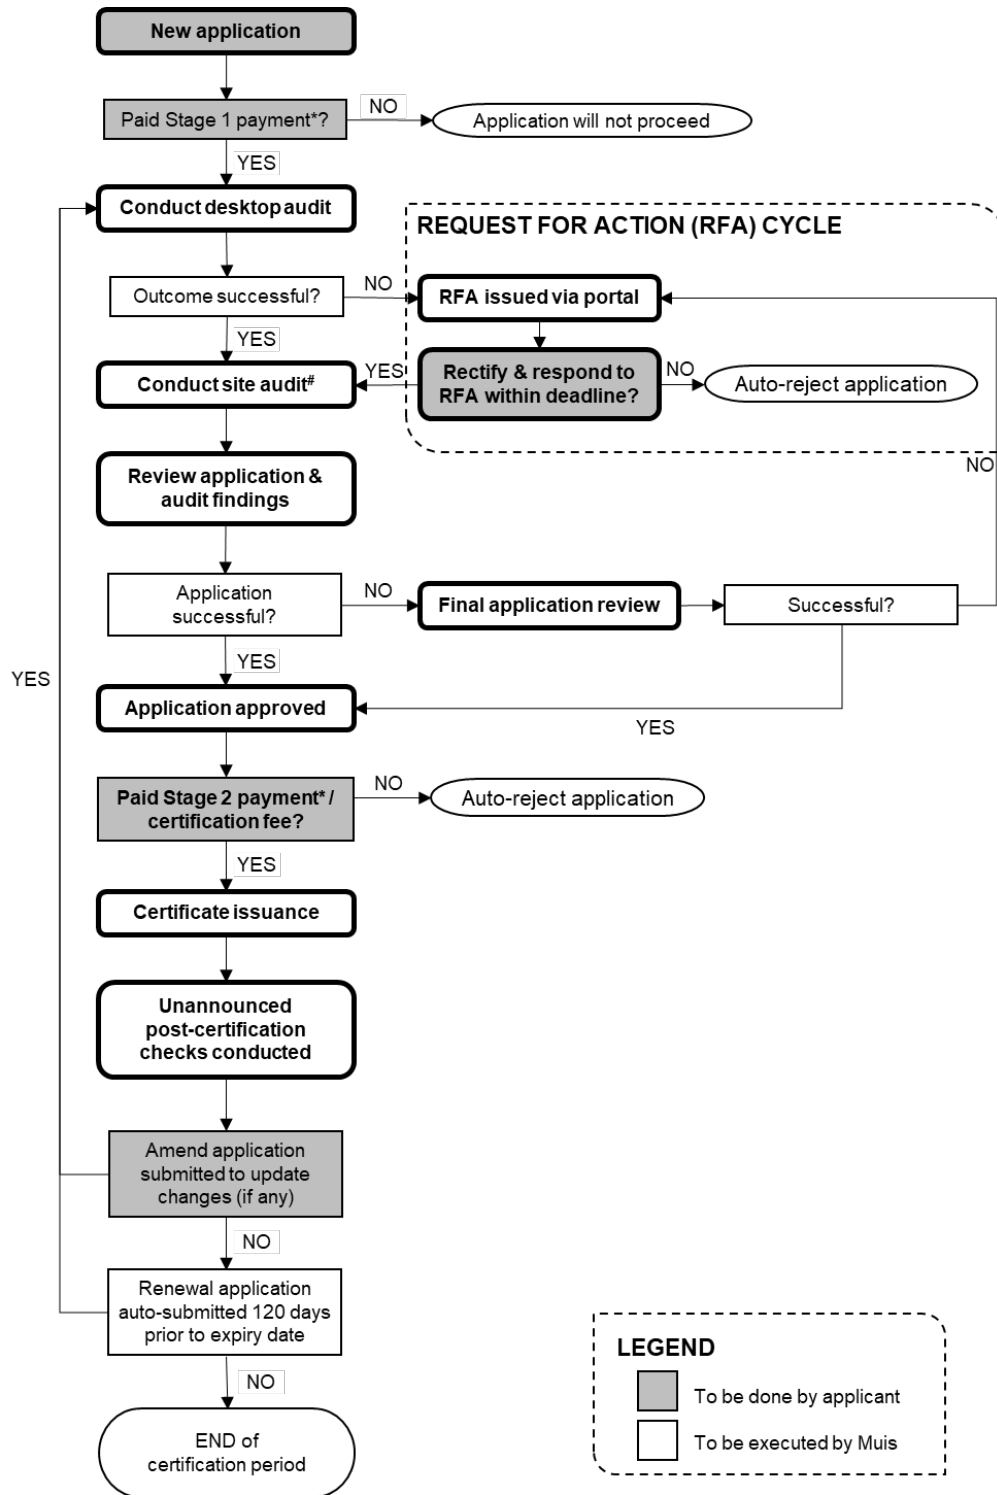 New application
Paid Stage 1 payment*?
NO
Application will not proceed
YES
Conduct desktop audit
REQUEST FOR ACTION (RFA) CYCLE
Outcome successful?
NO
RFA issued via portal
YES
Conduct site audit#
YES
Rectify & respond to
RFA within deadline?
NO
Auto-reject application
Review application &
audit findings
NO
Application
successful?
NO
Final application review
Successful?
YES
YES
Application approved
YES
Paid Stage 2 payment* /
certification fee?
NO
Auto-reject application
YES
Certificate issuance
Unannounced
post-certification
checks conducted
Amend application
submitted to update
changes (if any)
NO
Renewal application
auto-submitted 120 days
prior to expiry date
NO
END of
certification period
LEGEND
To be done by applicant
To be executed by Muis